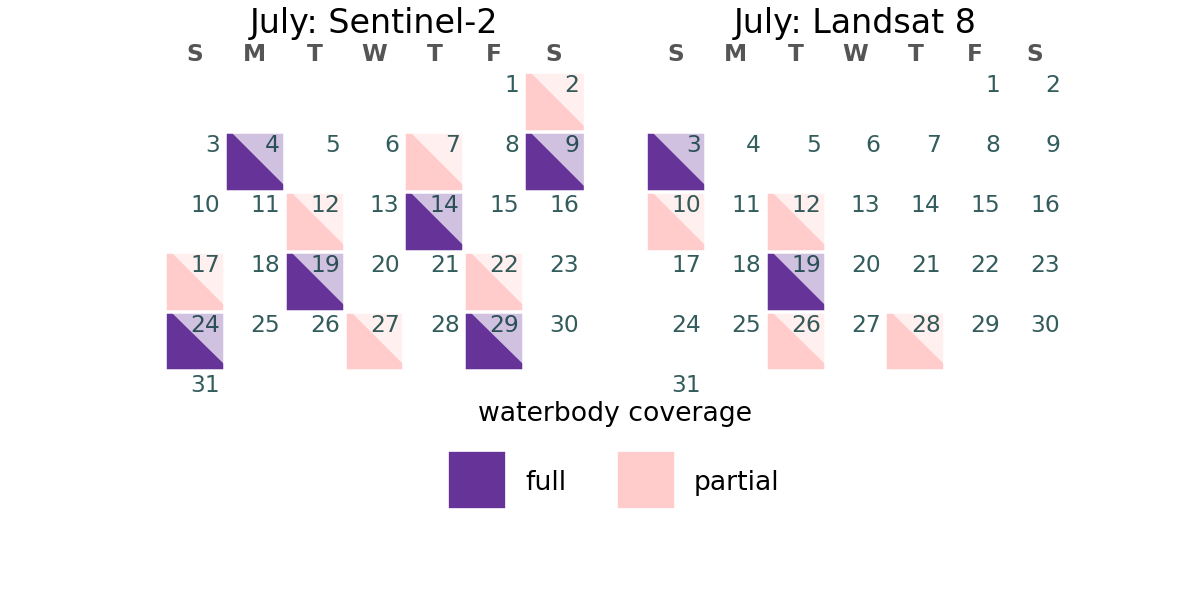 July: Sentinel-2
S M T W T F S
1 2
3 4 5 6 7 8 9
10 11 12 13 14 15 16
17 18 19 20 21 22 23
24 25 26 27 28 29 30
31
July: Landsat 8
S M T W T F S
1 2
3 4 5 6 7 8 9
10 11 12 13 14 15 16
17 18 19 20 21 22 23
24 25 26 27 28 29 30
31
waterbody coverage
full
partial